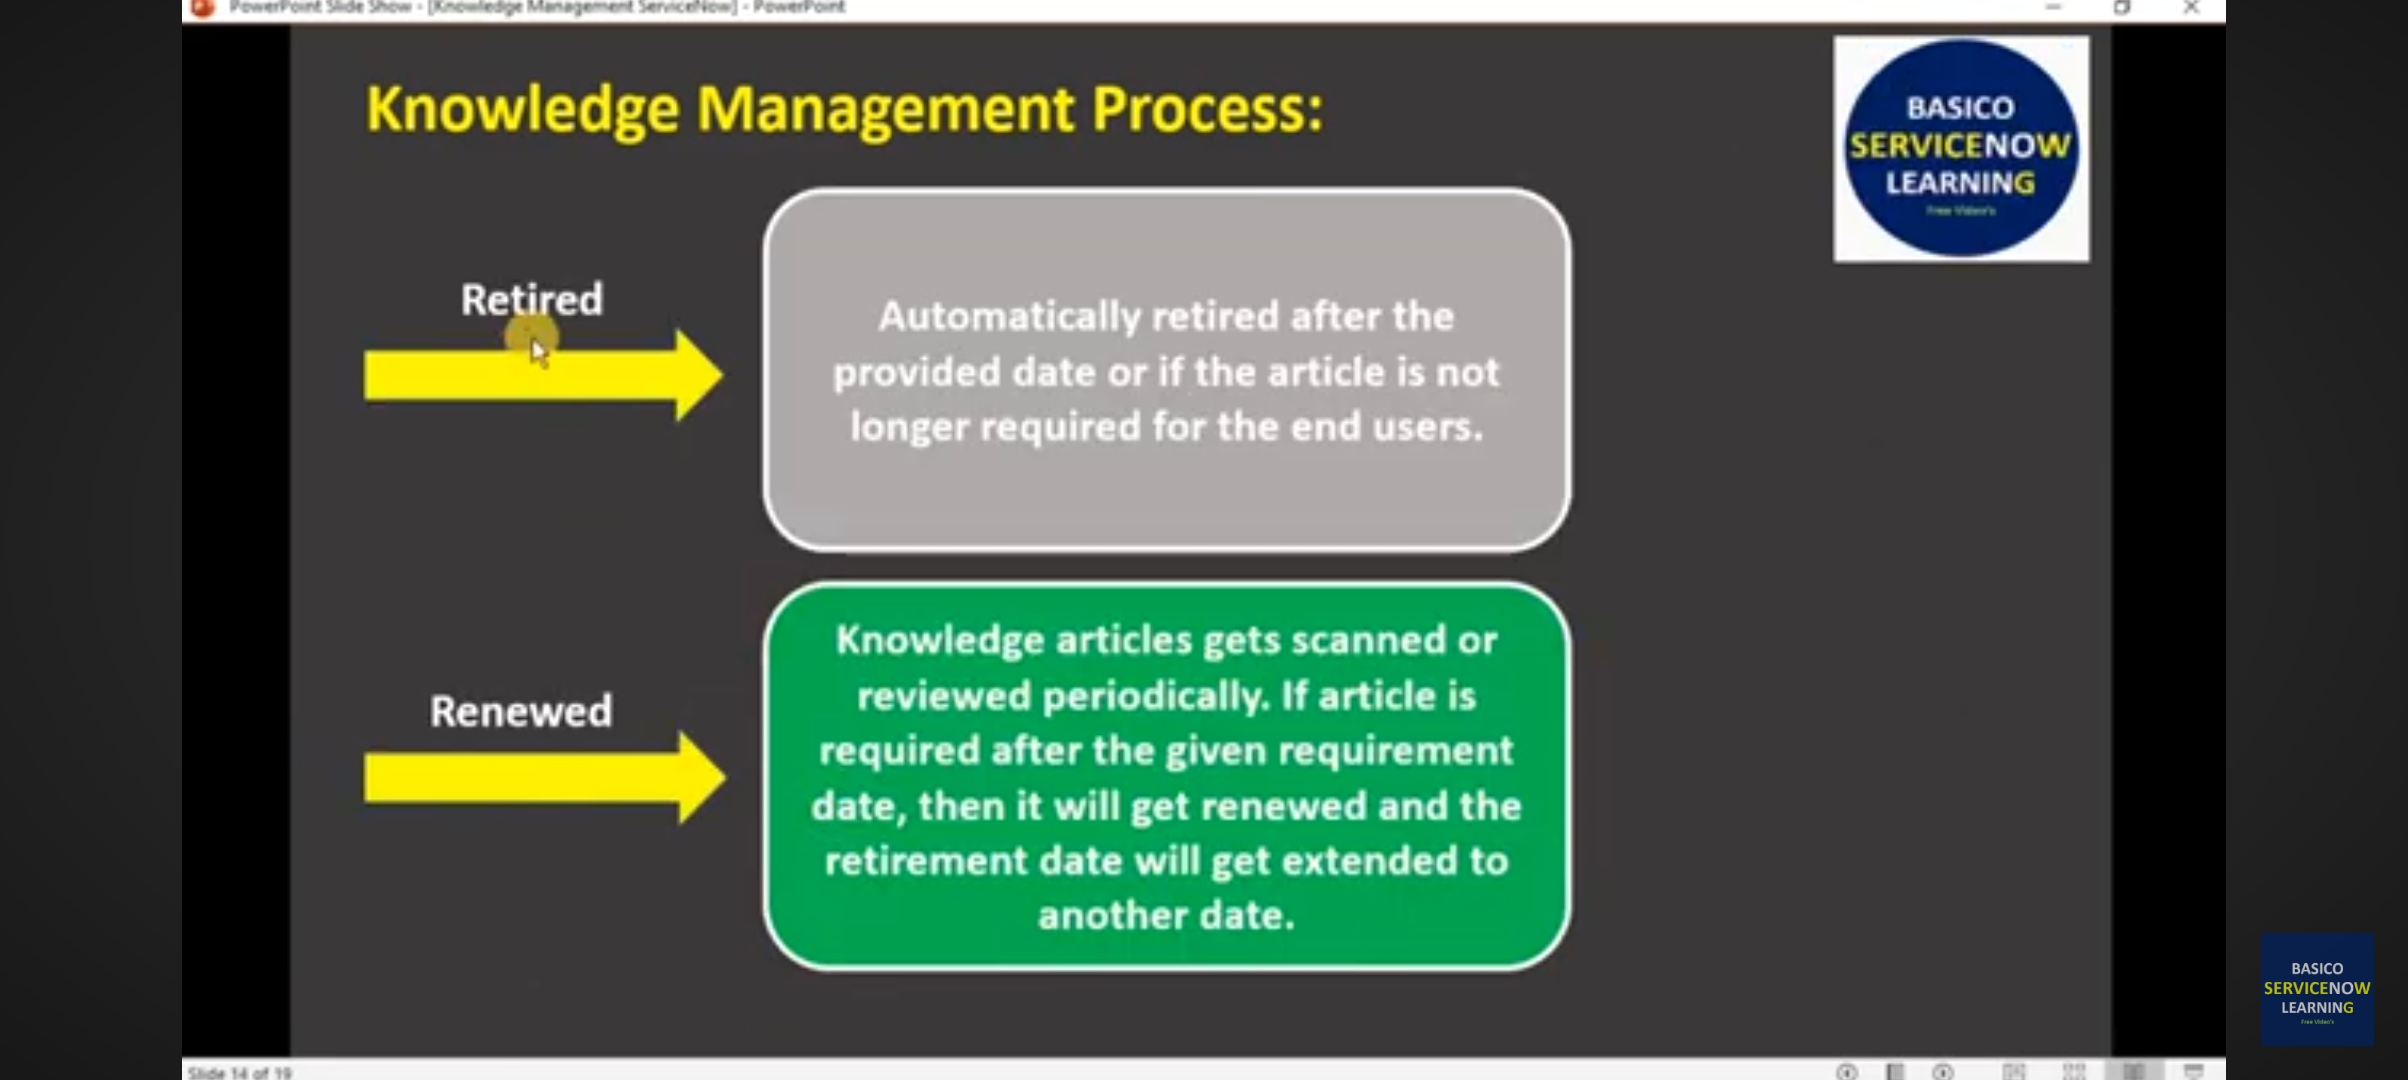 PowerPoint Slide Show - [Knowledge Management ServiceNow] - PowerPoint
Knowledge Management Process:
BASICO
SERVICENOW
LEARNING
Free Video's
Retired
Automatically retired after the
provided date or if the article is not
longer required for the end users.
Renewed
Knowledge articles gets scanned or
reviewed periodically. If article is
required after the given requirement
date, then it will get renewed and the
retirement date will get extended to
another date.
BASICO
SERVICENOW
LEARNING
Free Video's
Slide 14 of 19